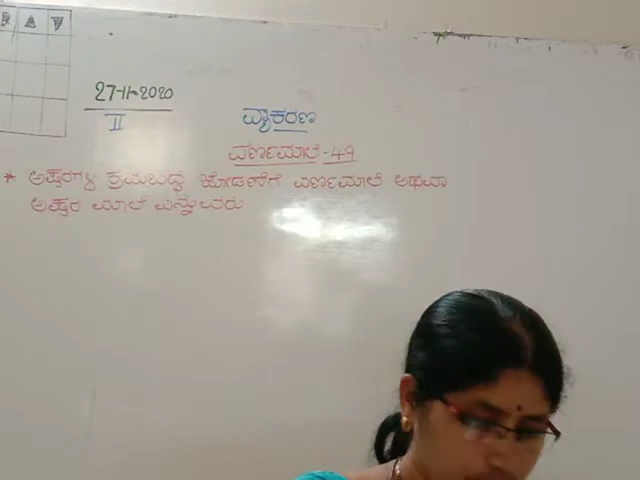 R A
27-11-2020
II
ವ್ಯಾಕರಣ
ವರ್ಣಮಾಲೆ-49
* ಅಕ್ಷರಗಳ ಕ್ರಮಬದ್ಧ ಜೋಡಣೆಗೆ ವರ್ಣಮಾಲೆ ಅಥವಾ
ಅಕ್ಷರ ಮಾಲೆ ಎನ್ನುವರು